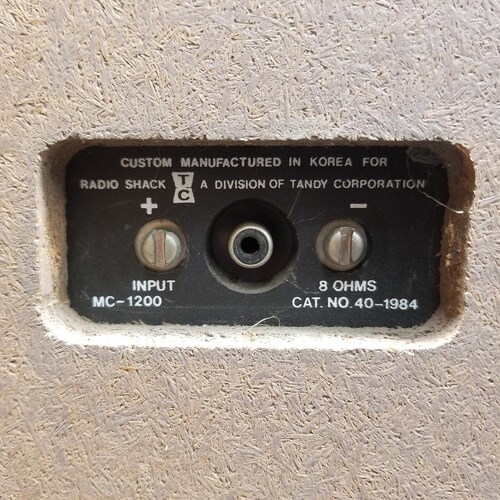 CUSTOM MANUFACTURED IN KOREA FOR
RADIO SHACK TC A DIVISION OF TANDY CORPORATION
+ −
INPUT 8 OHMS
MC-1200 CAT. NO. 40-1984